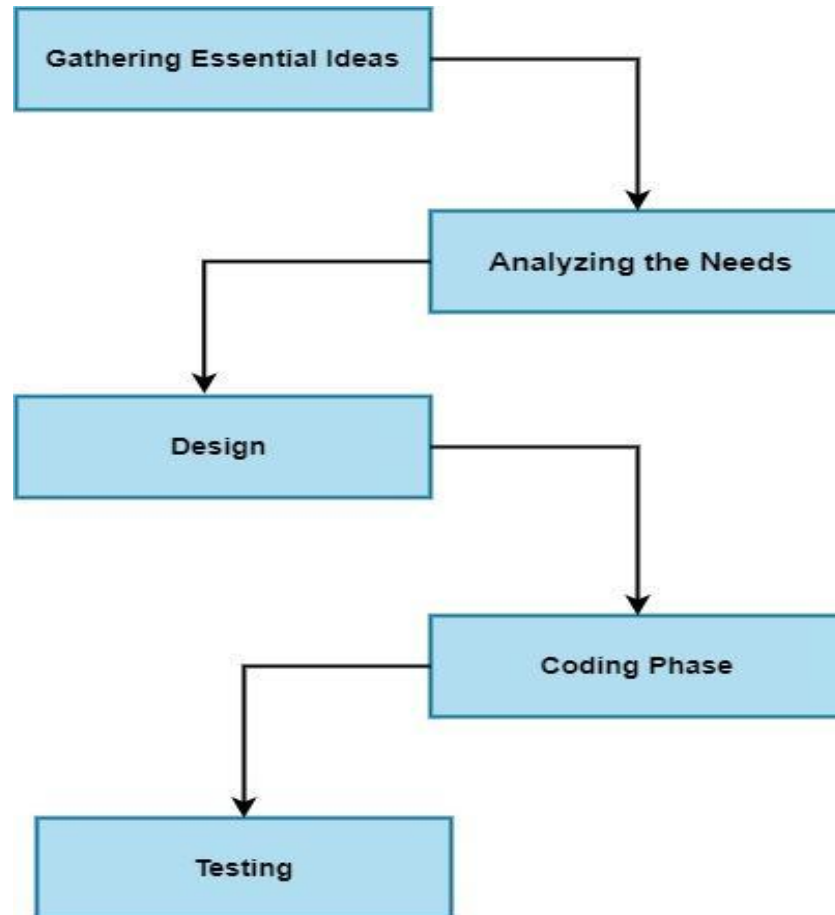 Gathering Essential Ideas
Analyzing the Needs
Design
Coding Phase
Testing